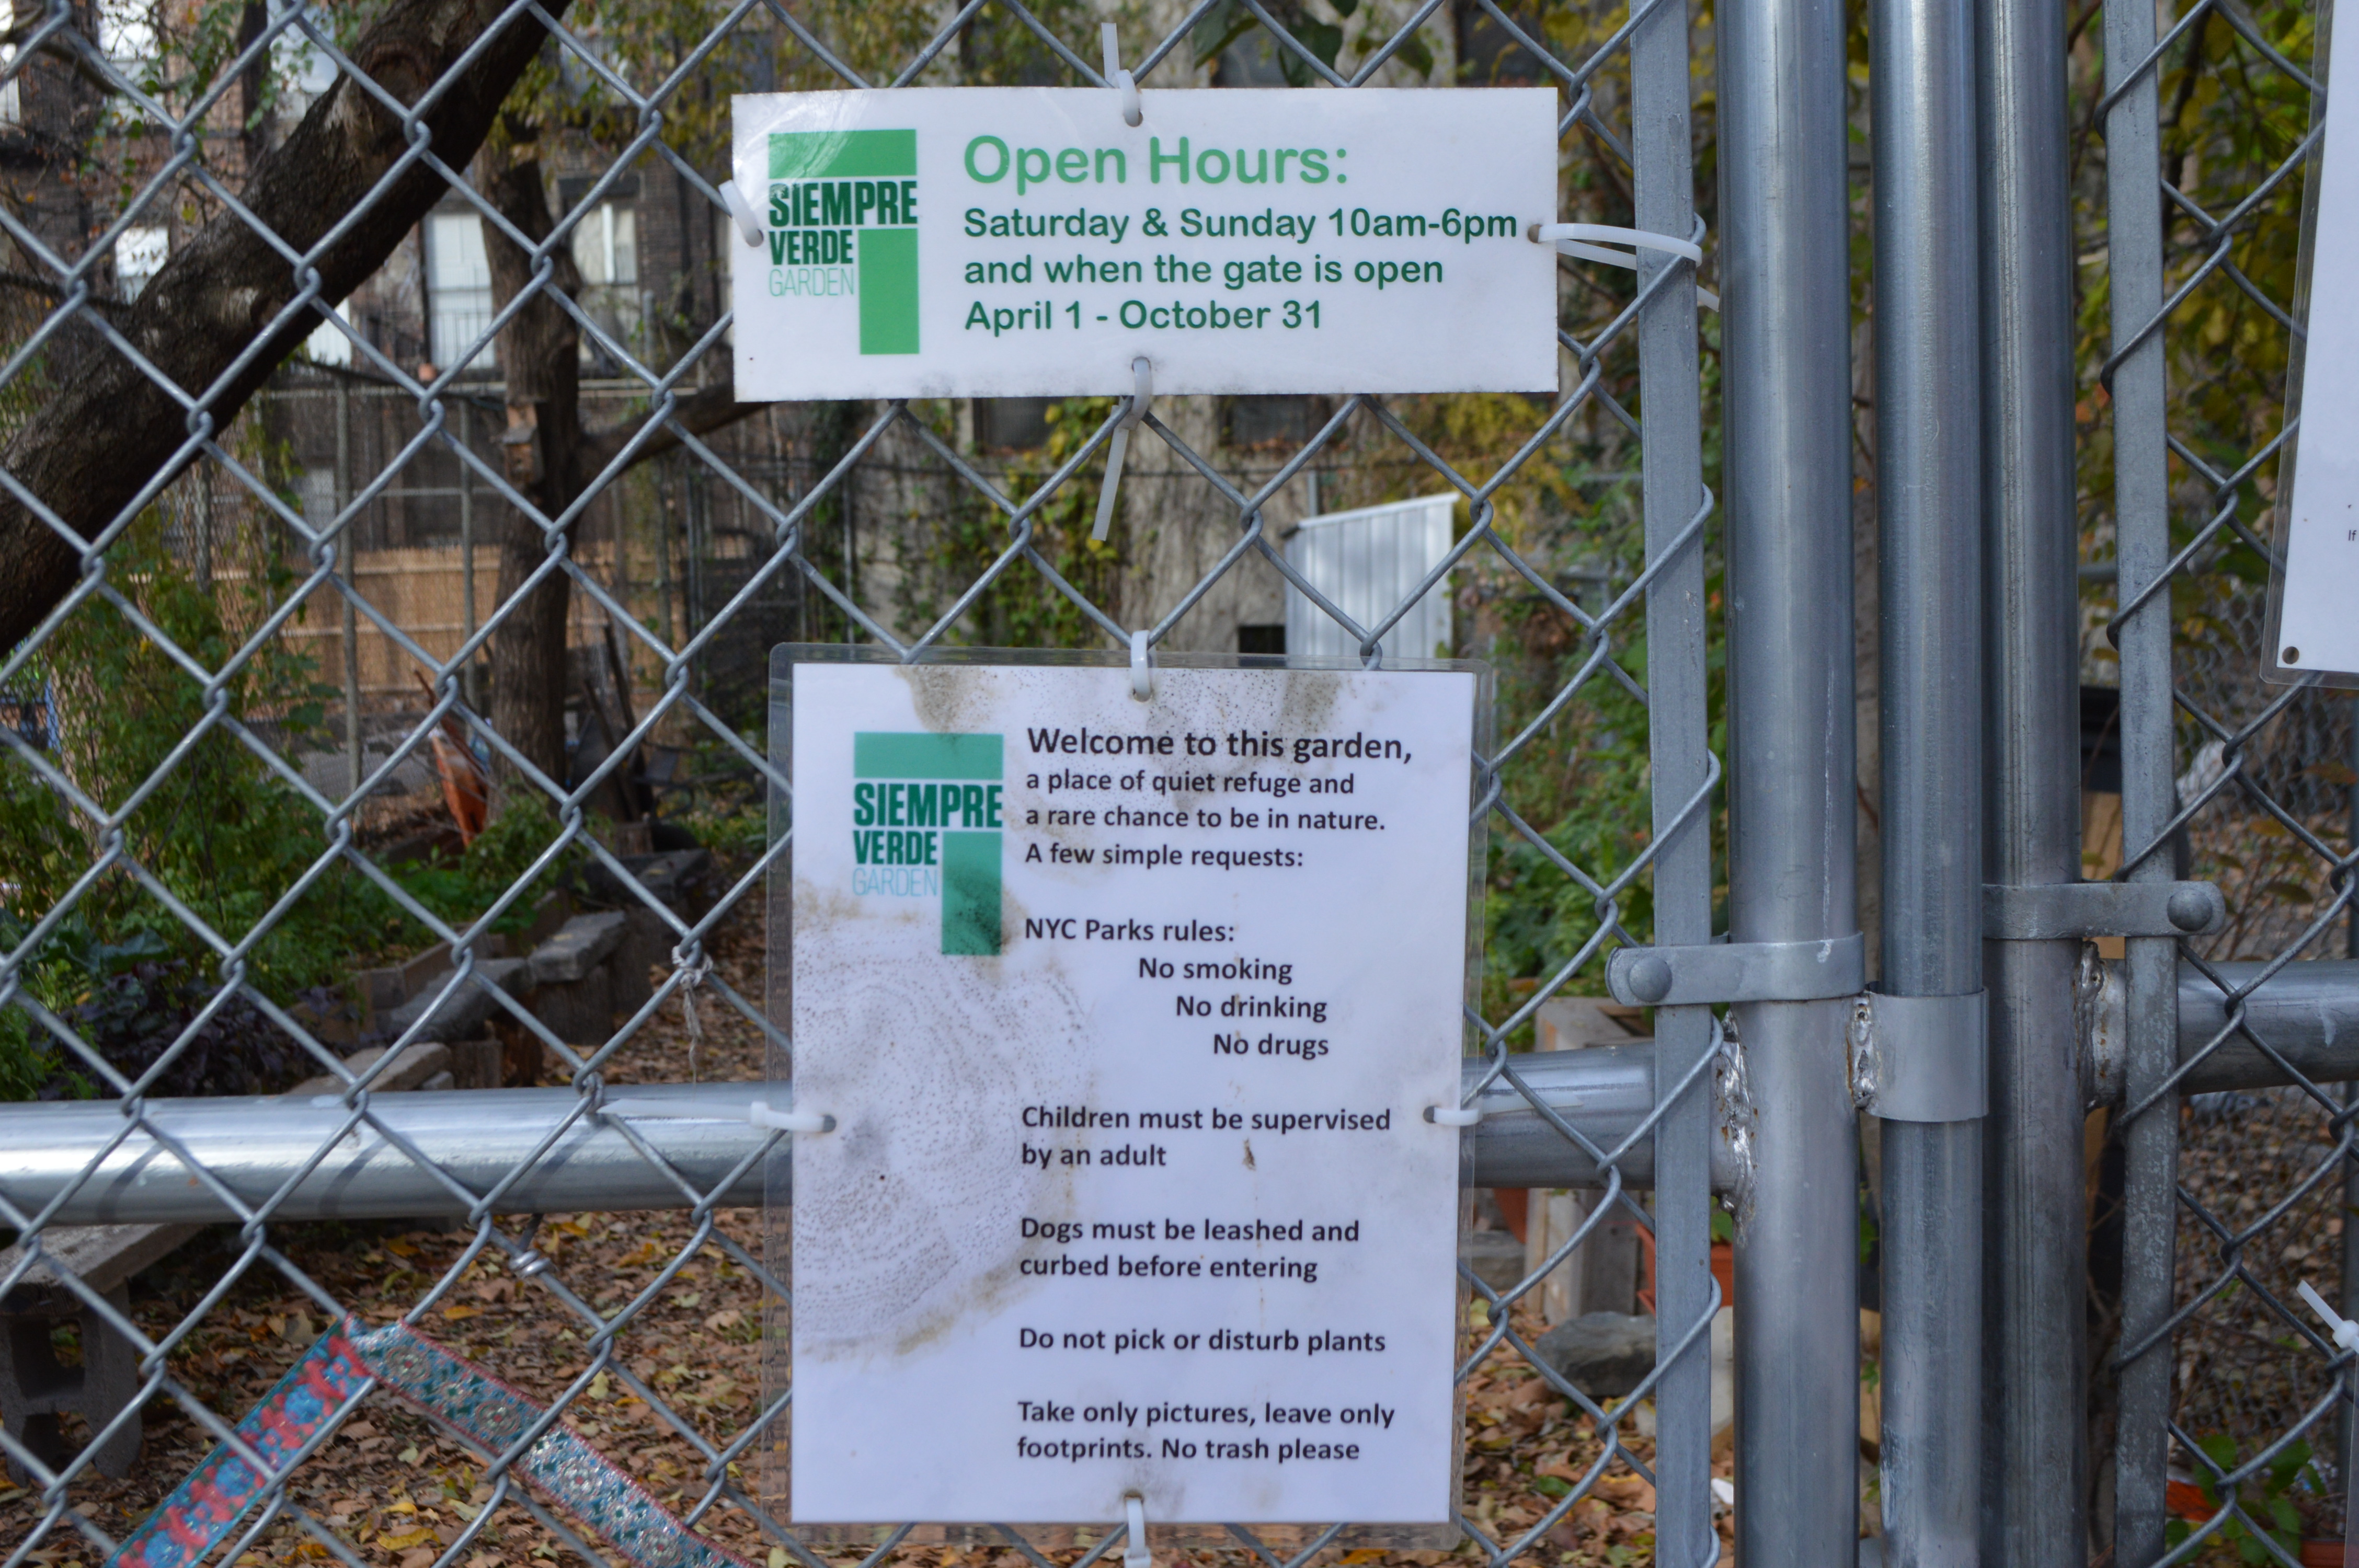 SIEMPRE
VERDE
GARDEN
Open Hours:
Saturday & Sunday 10am-6pm
and when the gate is open
April 1 - October 31
SIEMPRE
VERDE
GARDEN
Welcome to this garden,
a place of quiet refuge and
a rare chance to be in nature.
A few simple requests:
NYC Parks rules:
No smoking
No drinking
No drugs
Children must be supervised
by an adult
Dogs must be leashed and
curbed before entering
Do not pick or disturb plants
Take only pictures, leave only
footprints. No trash please
If